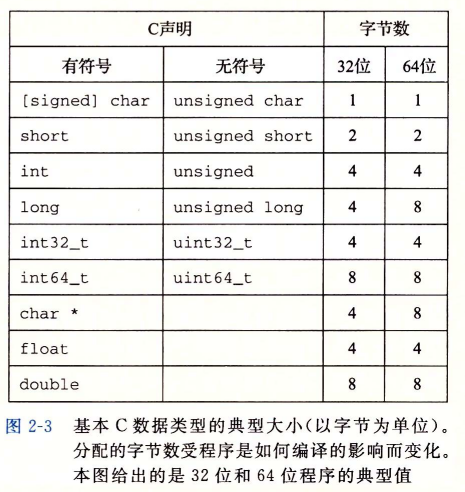 C声明 字节数
有符号 无符号 32位 64位
[signed] char unsigned char 1 1
short unsigned short 2 2
int unsigned 4 4
long unsigned long 4 8
int32_t uint32_t 4 4
int64_t uint64_t 8 8
char * 4 8
float 4 4
double 8 8
图 2-3 基本 C 数据类型的典型大小(以字节为单位)。
分配的字节数受程序是如何编译的影响而变化。
本图给出的是 32 位和 64 位程序的典型值